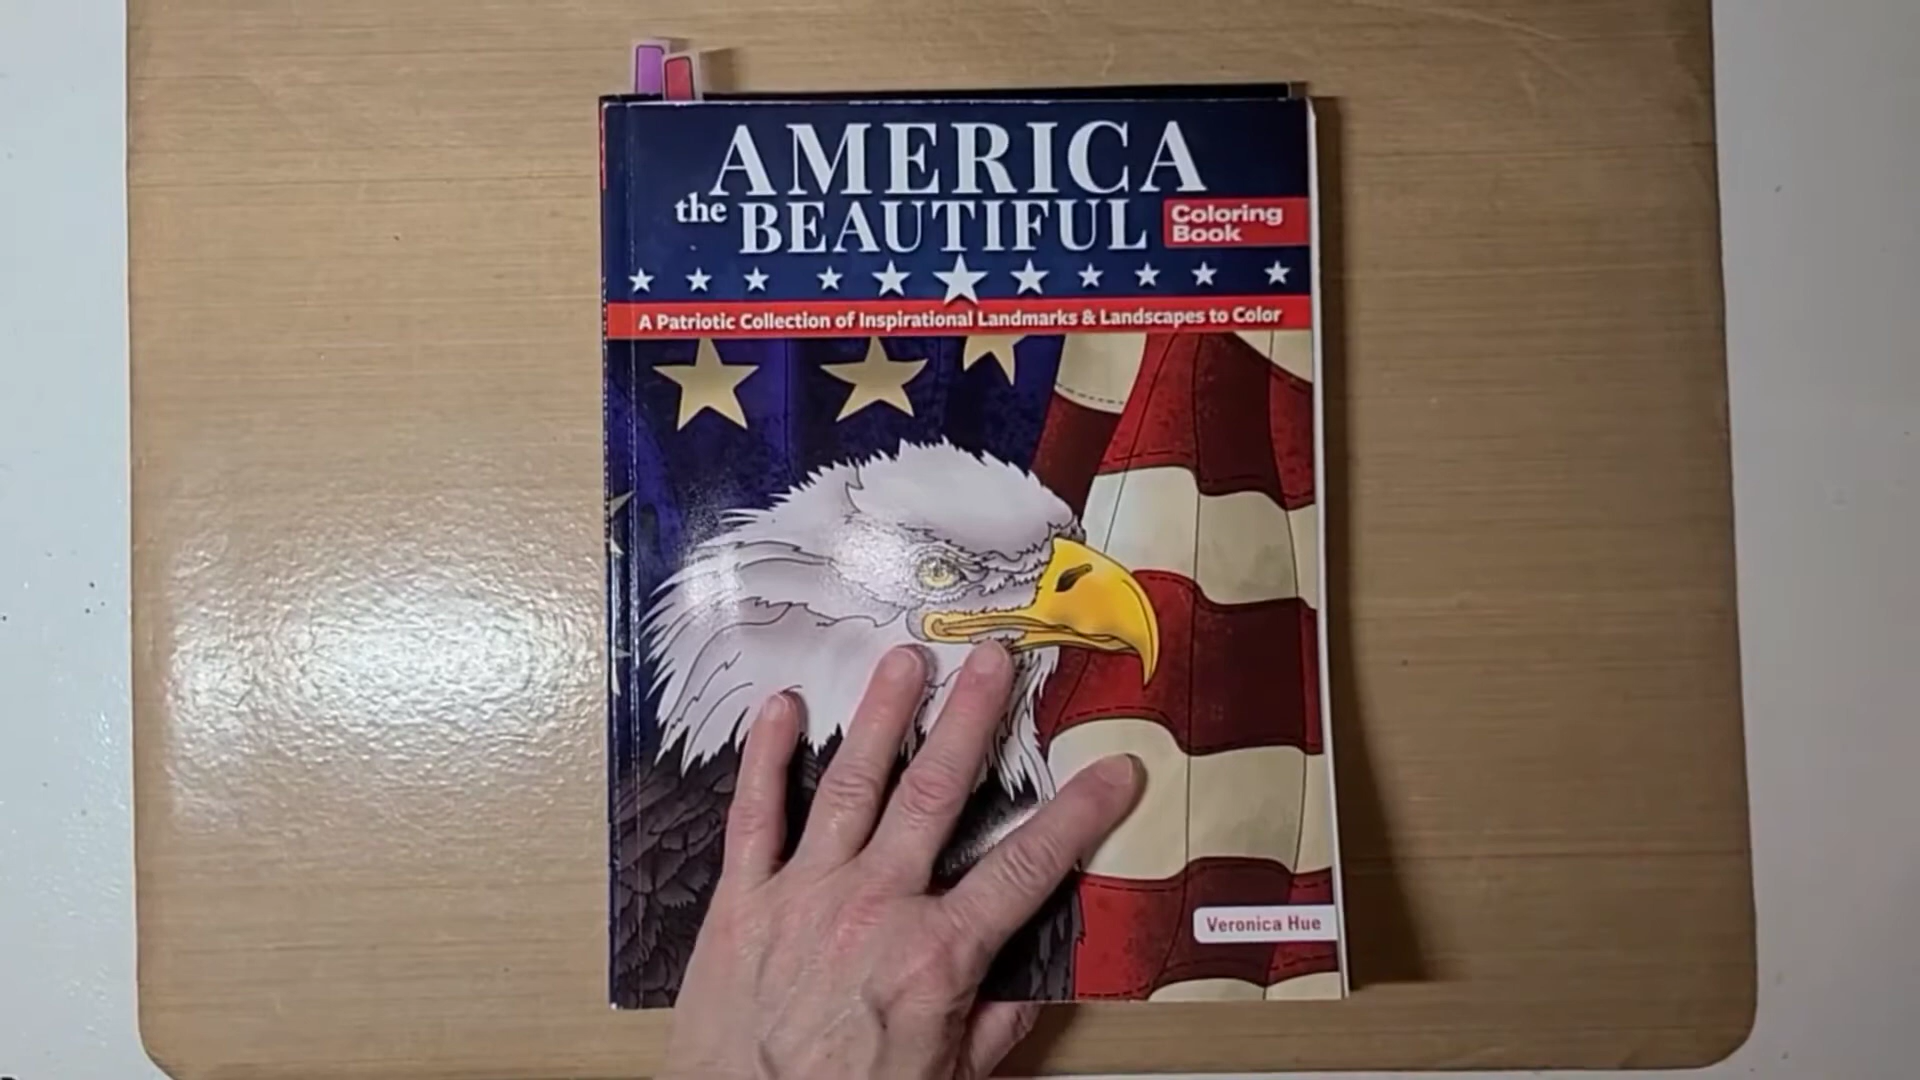 AMERICA
the BEAUTIFUL
Coloring
Book
A Patriotic Collection of Inspirational Landmarks & Landscapes to Color
Veronica Hue